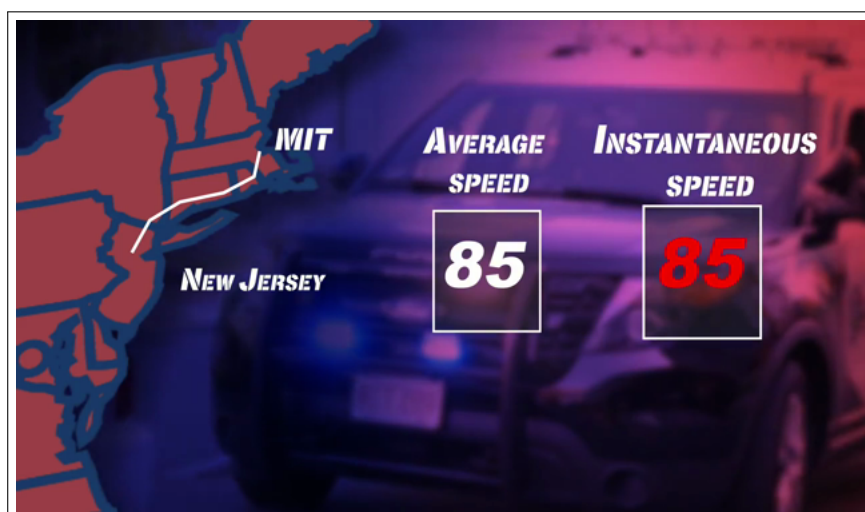 MIT
AVERAGE
SPEED
85
INSTANTANEOUS
SPEED
85
NEW JERSEY